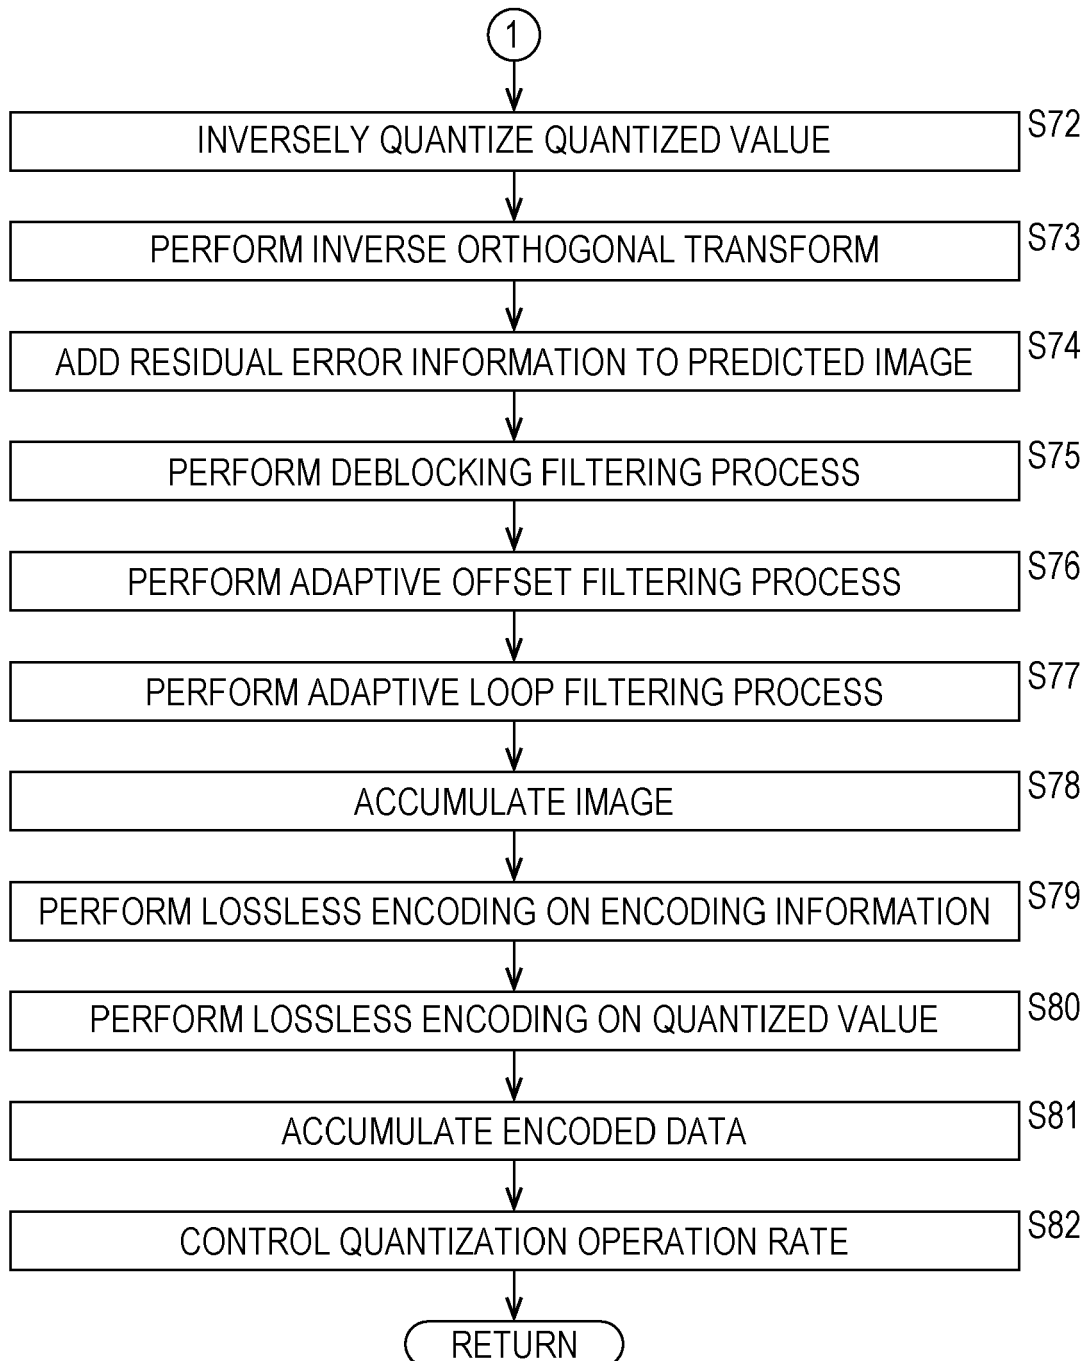 1
INVERSELY QUANTIZE QUANTIZED VALUE S72
PERFORM INVERSE ORTHOGONAL TRANSFORM S73
ADD RESIDUAL ERROR INFORMATION TO PREDICTED IMAGE S74
PERFORM DEBLOCKING FILTERING PROCESS S75
PERFORM ADAPTIVE OFFSET FILTERING PROCESS S76
PERFORM ADAPTIVE LOOP FILTERING PROCESS S77
ACCUMULATE IMAGE S78
PERFORM LOSSLESS ENCODING ON ENCODING INFORMATION S79
PERFORM LOSSLESS ENCODING ON QUANTIZED VALUE S80
ACCUMULATE ENCODED DATA S81
CONTROL QUANTIZATION OPERATION RATE S82
RETURN